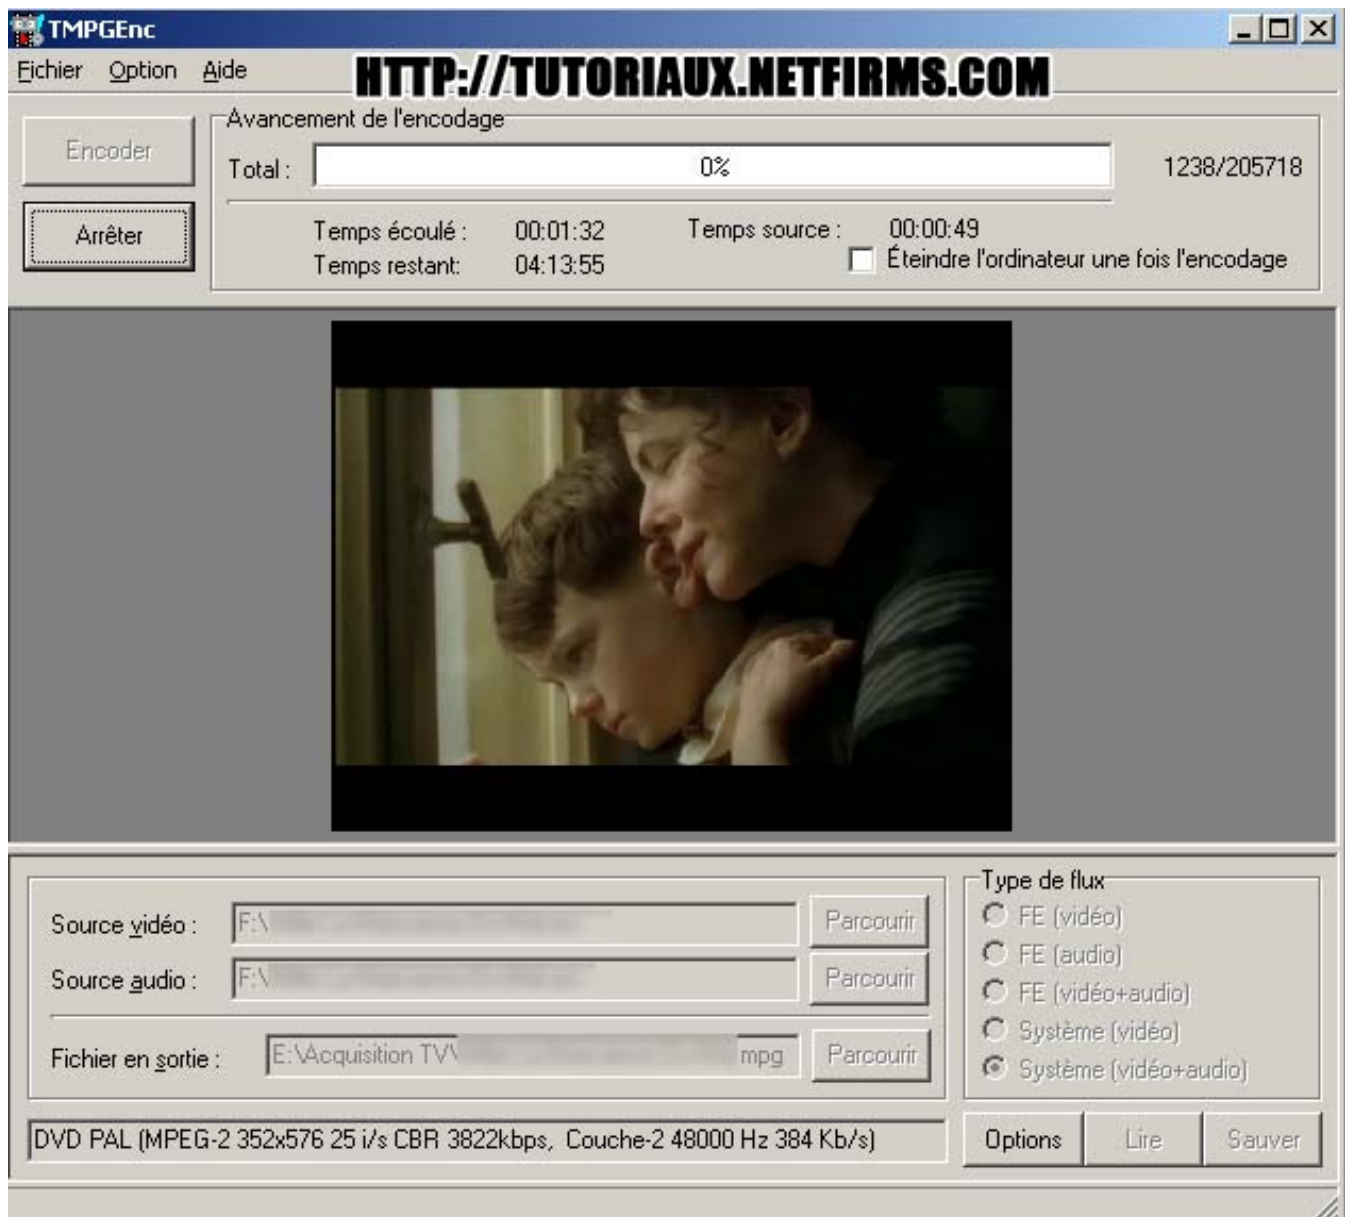 TMPGEnc
Fichier Option Aide
HTTP://TUTORIAUX.NETFIRMS.COM
Avancement de l'encodage
Encoder
Total : 0% 1238/205718
Arrêter
Temps écoulé : 00:01:32 Temps source : 00:00:49
Temps restant: 04:13:55 Éteindre l'ordinateur une fois l'encodage
Type de flux
Source vidéo : F:\ Parcourir
FE (vidéo)
Source audio : F:\ Parcourir
FE (audio)
FE (vidéo+audio)
Fichier en sortie : E:\Acquisition TV\ mpg Parcourir
Système (vidéo)
Système (vidéo+audio)
DVD PAL (MPEG-2 352x576 25 i/s CBR 3822kbps, Couche-2 48000 Hz 384 Kb/s)
Options Lire Sauver